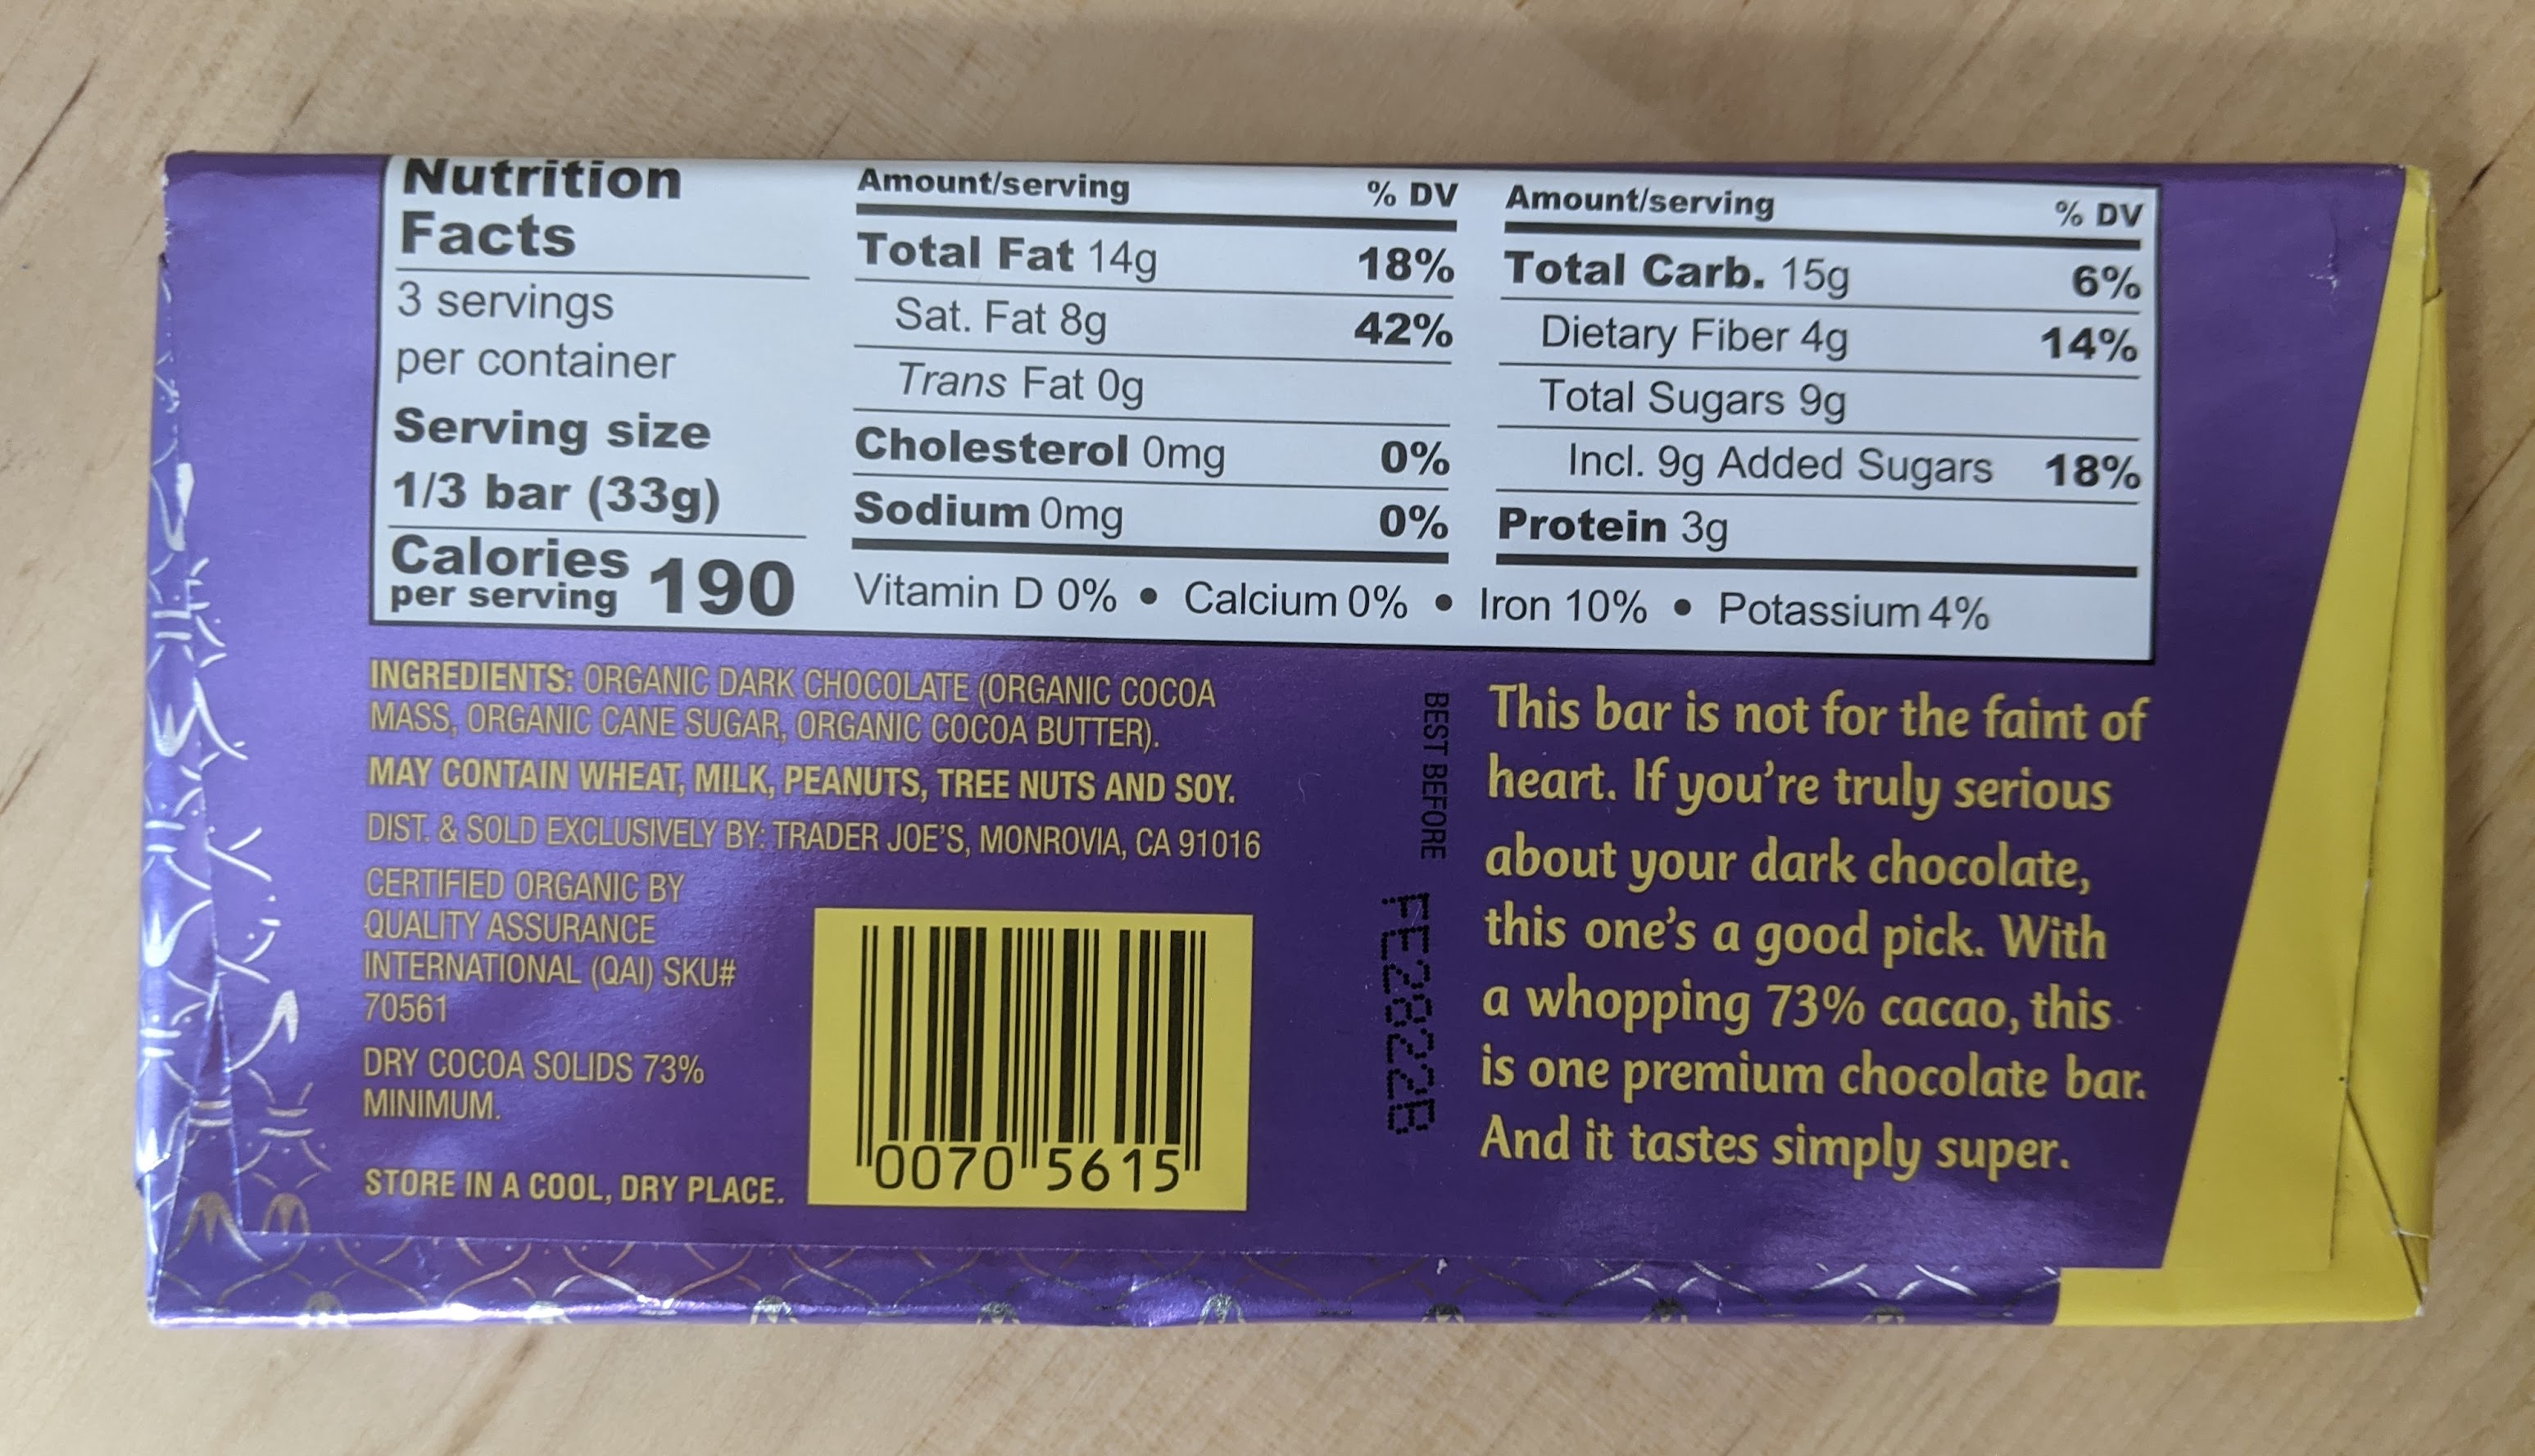 Nutrition
Facts
3 servings
per container
Serving size
1/3 bar (33g)
Calories
per serving 190
Amount/serving % DV
Total Fat 14g 18%
Sat. Fat 8g 42%
Trans Fat 0g
Cholesterol 0mg 0%
Sodium 0mg 0%
Amount/serving % DV
Total Carb. 15g 6%
Dietary Fiber 4g 14%
Total Sugars 9g
Incl. 9g Added Sugars 18%
Protein 3g
Vitamin D 0% • Calcium 0% • Iron 10% • Potassium 4%
INGREDIENTS: ORGANIC DARK CHOCOLATE (ORGANIC COCOA
MASS, ORGANIC CANE SUGAR, ORGANIC COCOA BUTTER).
MAY CONTAIN WHEAT, MILK, PEANUTS, TREE NUTS AND SOY.
DIST. & SOLD EXCLUSIVELY BY: TRADER JOE'S, MONROVIA, CA 91016
CERTIFIED ORGANIC BY
QUALITY ASSURANCE
INTERNATIONAL (QAI) SKU#
70561
DRY COCOA SOLIDS 73%
MINIMUM.
STORE IN A COOL, DRY PLACE.
0070 5615
BEST BEFORE
FE2822B
This bar is not for the faint of
heart. If you're truly serious
about your dark chocolate,
this one's a good pick. With
a whopping 73% cacao, this
is one premium chocolate bar.
And it tastes simply super.